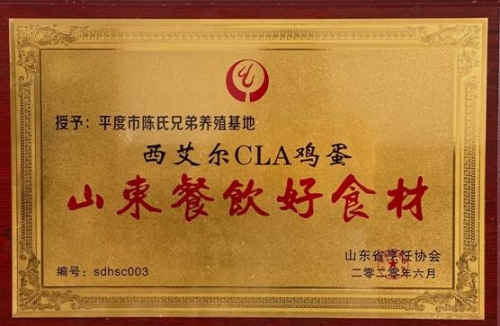 授予：平度市陈氏兄弟养殖基地
西艾尔CLA鸡蛋
山東餐飲好食材
山东省烹饪协会
编号：sdhsc003
二零二零年六月